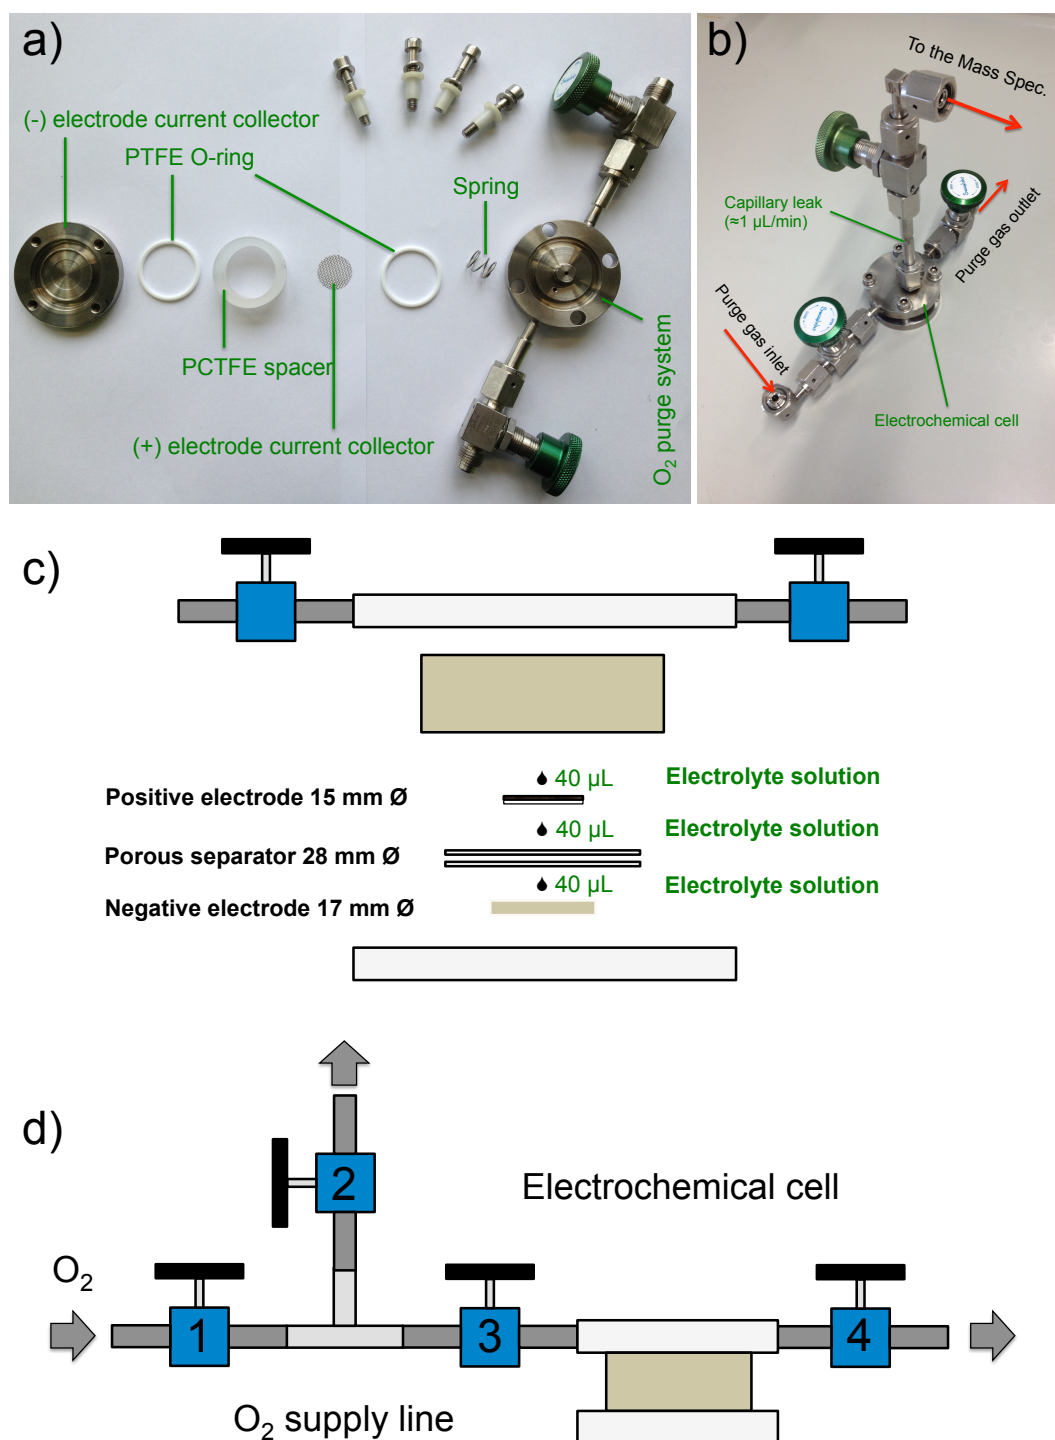 a)
(-) electrode current collector
PTFE O-ring
Spring
PCTFE spacer
(+) electrode current collector
O₂ purge system
b)
To the Mass Spec.
Capillary leak
(≈1 µL/min)
Purge gas outlet
Purge gas inlet
Electrochemical cell
c)
40 µL Electrolyte solution
Positive electrode 15 mm Ø
40 µL Electrolyte solution
Porous separator 28 mm Ø
40 µL Electrolyte solution
Negative electrode 17 mm Ø
d)
2
Electrochemical cell
O₂
1
3
4
O₂ supply line